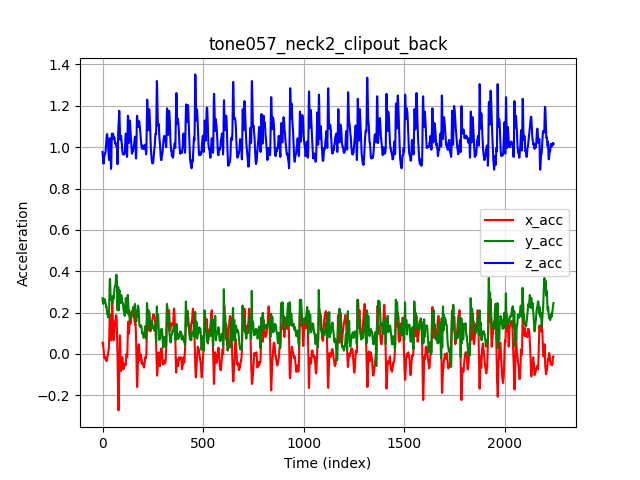 tone057_neck2_clipout_back
1.4
1.2
1.0
0.8
0.6
0.4
0.2
0.0
−0.2
Acceleration
x_acc
y_acc
z_acc
0 500 1000 1500 2000
Time (index)